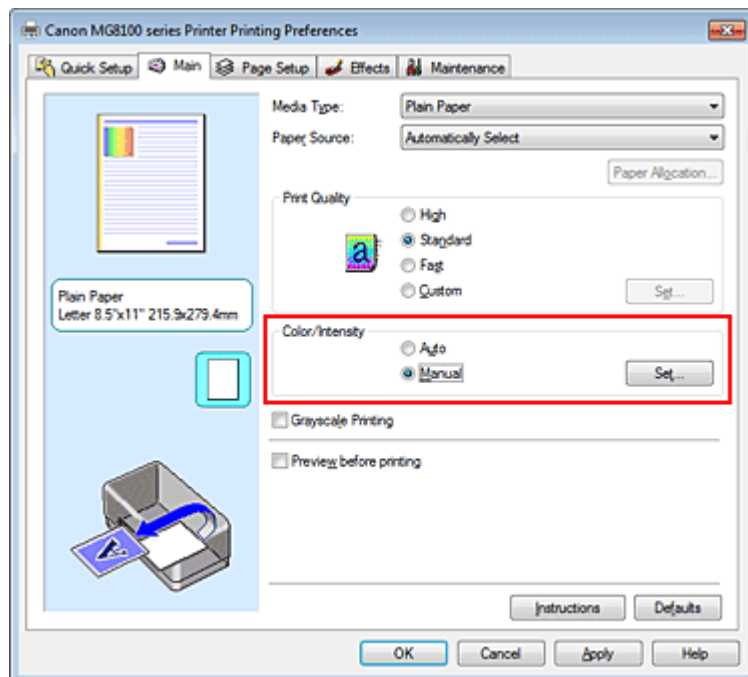 Canon MG8100 series Printer Printing Preferences
Quick Setup Main Page Setup Effects Maintenance
Media Type: Plain Paper
Paper Source: Automatically Select
Paper Allocation...
Print Quality
High
a Standard
Fast
Custom Set...
Plain Paper
Letter 8.5"x11" 215.9x279.4mm
Color/Intensity
Auto
Manual Set...
Grayscale Printing
Preview before printing
Instructions Defaults
OK Cancel Apply Help